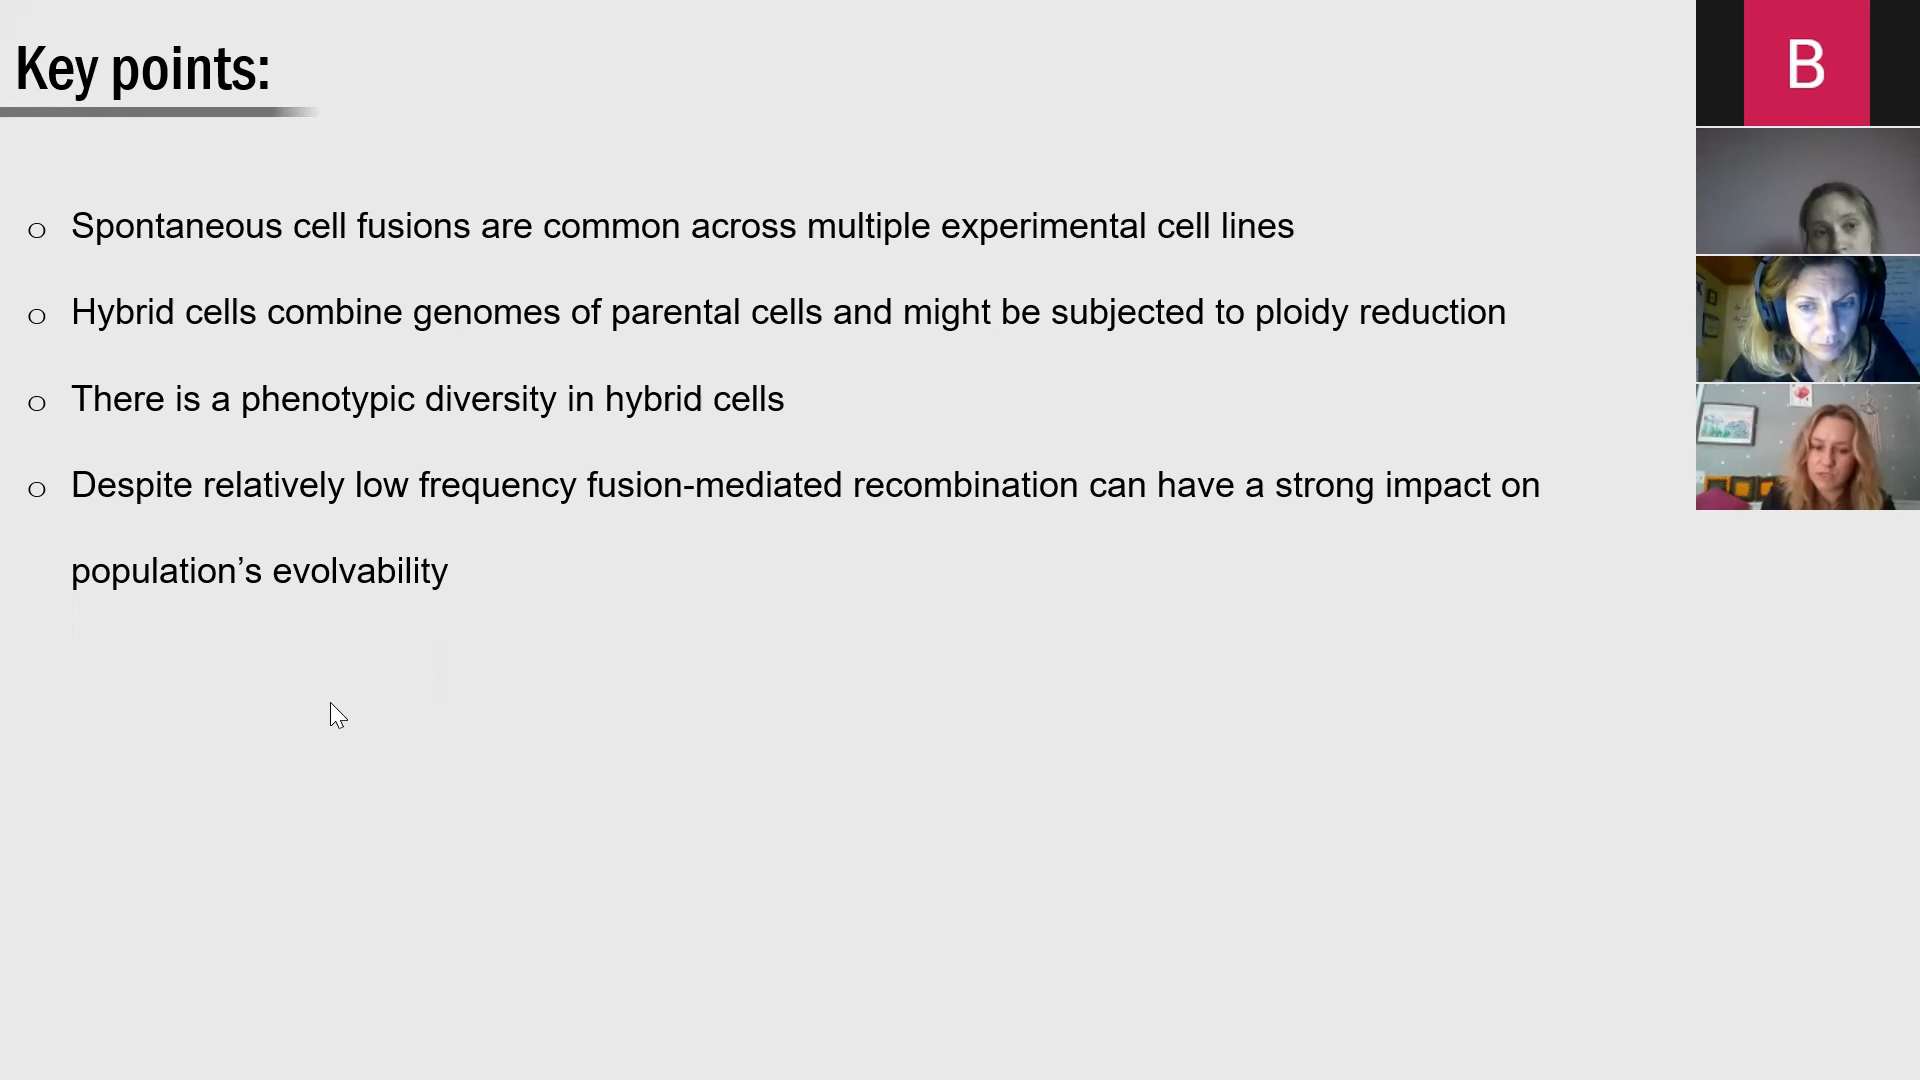 Key points:
B
o Spontaneous cell fusions are common across multiple experimental cell lines
o Hybrid cells combine genomes of parental cells and might be subjected to ploidy reduction
o There is a phenotypic diversity in hybrid cells
o Despite relatively low frequency fusion-mediated recombination can have a strong impact on
population’s evolvability